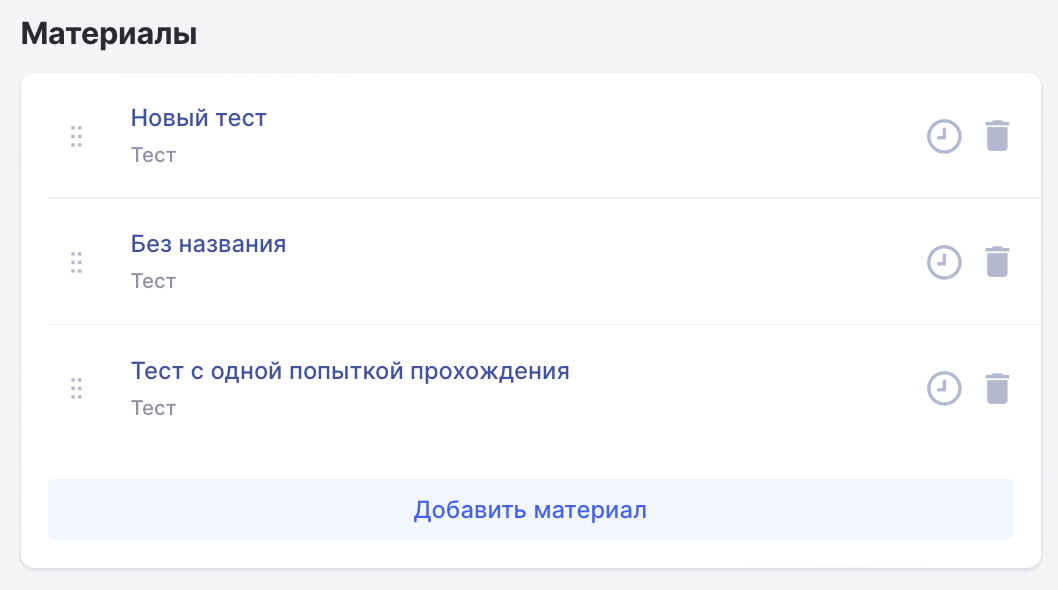 Материалы
Новый тест
Тест
Без названия
Тест
Тест с одной попыткой прохождения
Тест
Добавить материал